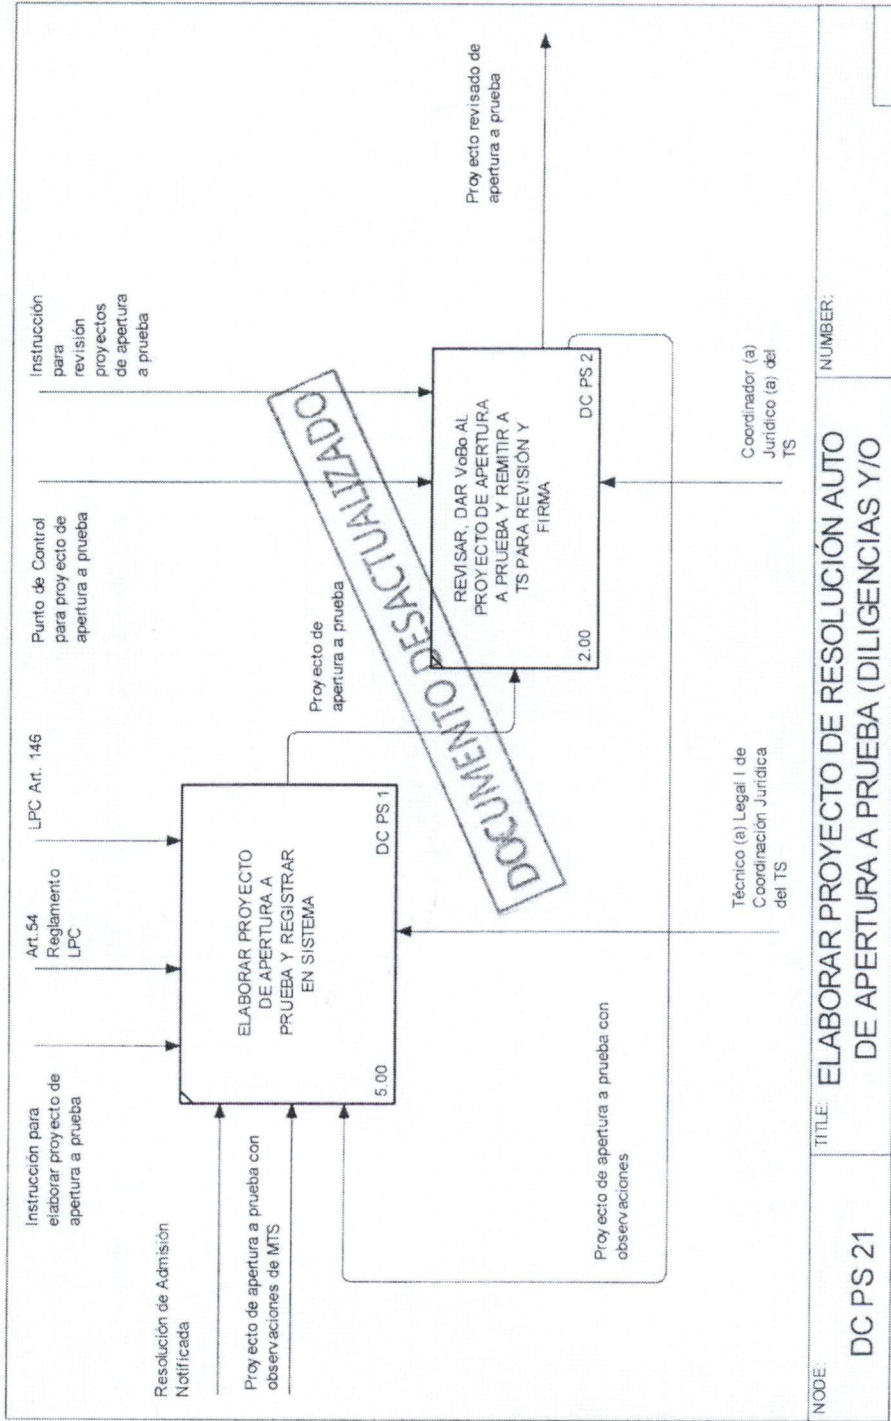 Instrucción para
elaborar proyecto de
apertura a prueba
Art.54
Reglamento
LPC
LPC Art. 146
Punto de Control
para proyecto de
apertura a prueba
Instrucción
para
revisión
proyectos
de apertura
a prueba
Resolución de Admisión
Notificada
Proyecto de apertura a prueba con
observaciones de MTS
ELABORAR PROYECTO
DE APERTURA A
PRUEBA Y REGISTRAR
EN SISTEMA
5.00
DC PS 1
Proyecto de
apertura a prueba
REVISAR, DAR VoBo AL
PROYECTO DE APERTURA
A PRUEBA Y REMITIR A
TS PARA REVISIÓN Y
FIRMA
2.00
DC PS 2
Proyecto revisado de
apertura a prueba
DOCUMENTO DESACTUALIZADO
Proyecto de apertura a prueba con
observaciones
Técnico (a) Legal I de
Coordinación Jurídica
del TS
Coordinador (a)
Jurídico (a) del
TS
NODE:
DC PS 21
TITLE:
ELABORAR PROYECTO DE RESOLUCIÓN AUTO
DE APERTURA A PRUEBA (DILIGENCIAS Y/O
NUMBER: